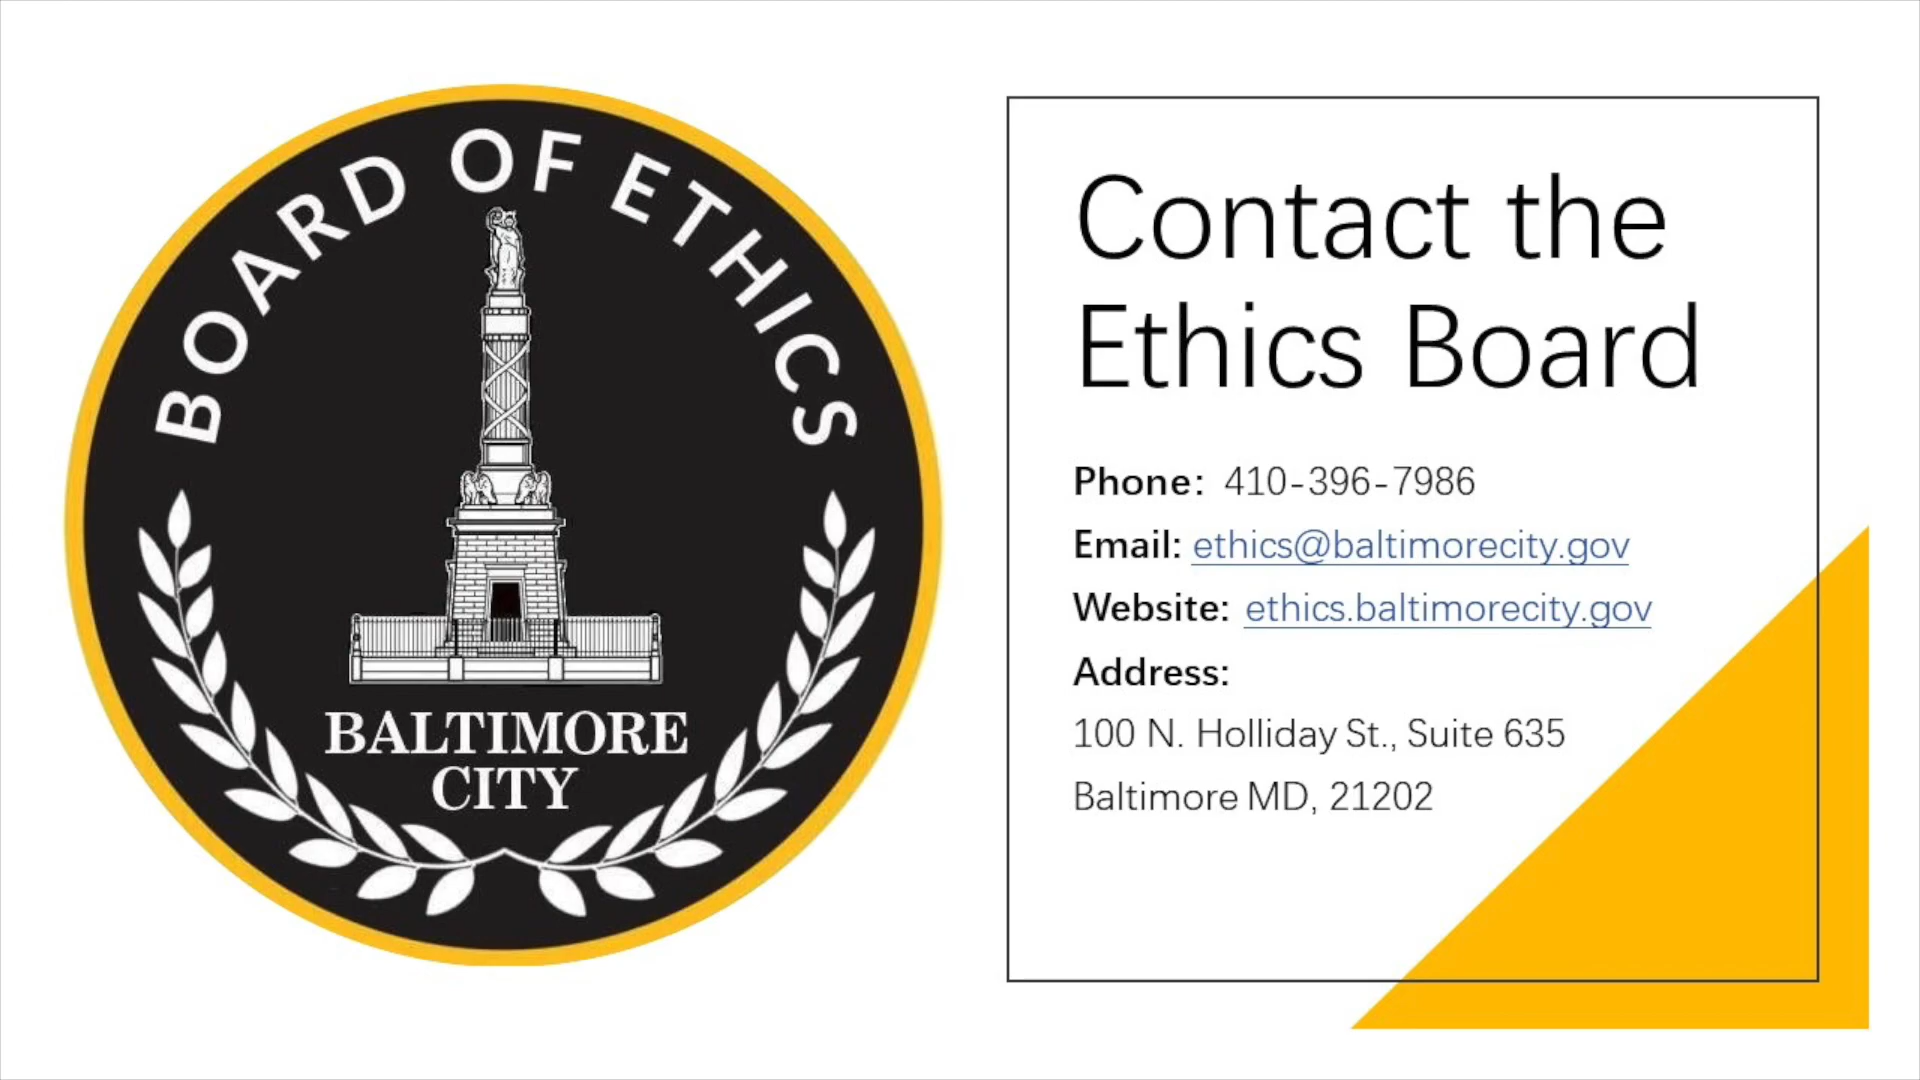 BOARD OF ETHICS
BALTIMORE
CITY
Contact the
Ethics Board
Phone: 410-396-7986
Email: ethics@baltimorecity.gov
Website: ethics.baltimorecity.gov
Address:
100 N. Holliday St., Suite 635
Baltimore MD, 21202